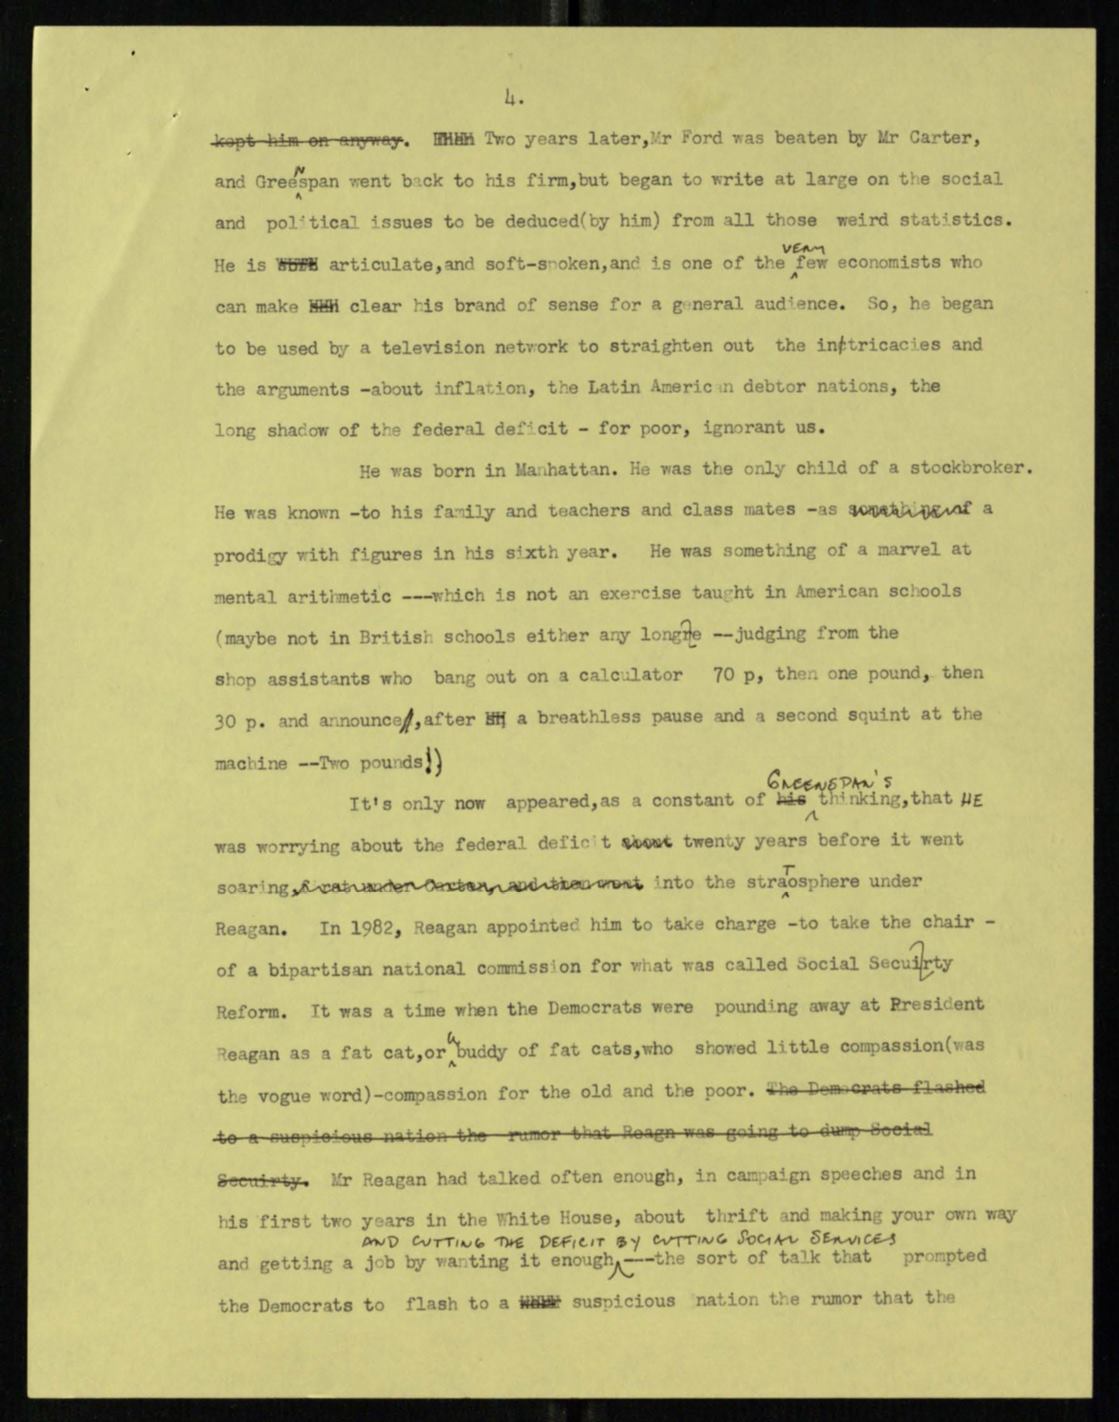 4.
kept him on anyway. Two years later,Mr Ford was beaten by Mr Carter,
N
and Greespan went back to his firm,but began to write at large on the social
and political issues to be deduced(by him) from all those weird statistics.
VERY
He is articulate,and soft-spoken,and is one of the few economists who
can make clear his brand of sense for a general audience. So, he began
to be used by a television network to straighten out the intricacies and
the arguments -about inflation, the Latin American debtor nations, the
long shadow of the federal deficit - for poor, ignorant us.
He was born in Manhattan. He was the only child of a stockbroker.
He was known -to his family and teachers and class mates -as something of a
prodigy with figures in his sixth year. He was something of a marvel at
mental arithmetic ---which is not an exercise taught in American schools
(maybe not in British schools either any longre --judging from the
shop assistants who bang out on a calculator 70 p, then one pound, then
30 p. and announce,after a breathless pause and a second squint at the
machine --Two pounds!)
GREENSPAN'S
It's only now appeared,as a constant of his thinking,that HE
was worrying about the federal deficit about twenty years before it went
T
soaring,first under Carter, and then went into the straosphere under
Reagan. In 1982, Reagan appointed him to take charge -to take the chair -
of a bipartisan national commission for what was called Social Secuirty
Reform. It was a time when the Democrats were pounding away at President
a
Reagan as a fat cat,or buddy of fat cats,who showed little compassion(was
the vogue word)-compassion for the old and the poor. The Democrats flashed
to a suspicious nation the rumor that Reagn was going to dump Social
Secuirty. Mr Reagan had talked often enough, in campaign speeches and in
his first two years in the White House, about thrift and making your own way
AND CUTTING THE DEFICIT BY CUTTING SOCIAL SERVICES
and getting a job by wanting it enough,---the sort of talk that prompted
the Democrats to flash to a suspicious nation the rumor that the